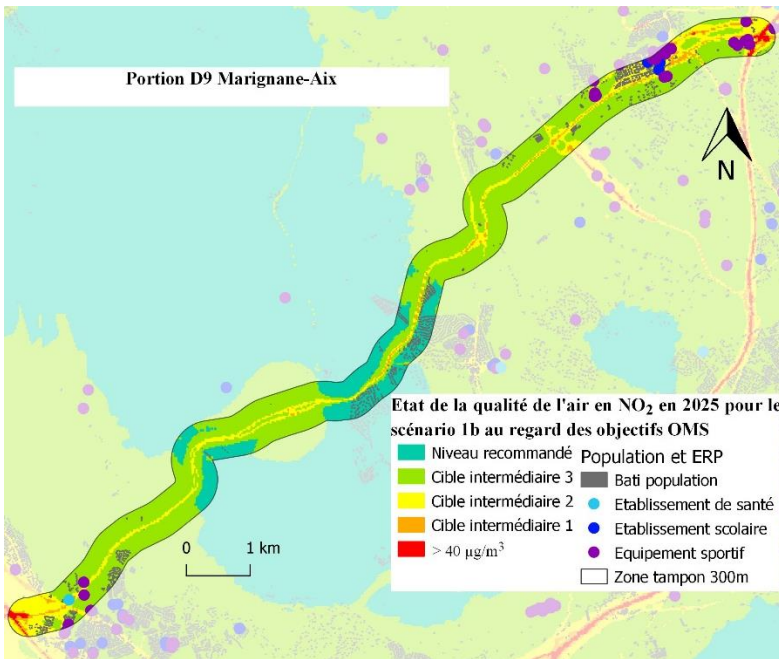 Portion D9 Marignane-Aix
N
Etat de la qualité de l'air en NO₂ en 2025 pour le
scénario 1b au regard des objectifs OMS
Niveau recommandé
Cible intermédiaire 3
Cible intermédiaire 2
Cible intermédiaire 1
> 40 µg/m³
Population et ERP
Bati population
Etablissement de santé
Etablissement scolaire
Equipement sportif
Zone tampon 300m
0 1 km